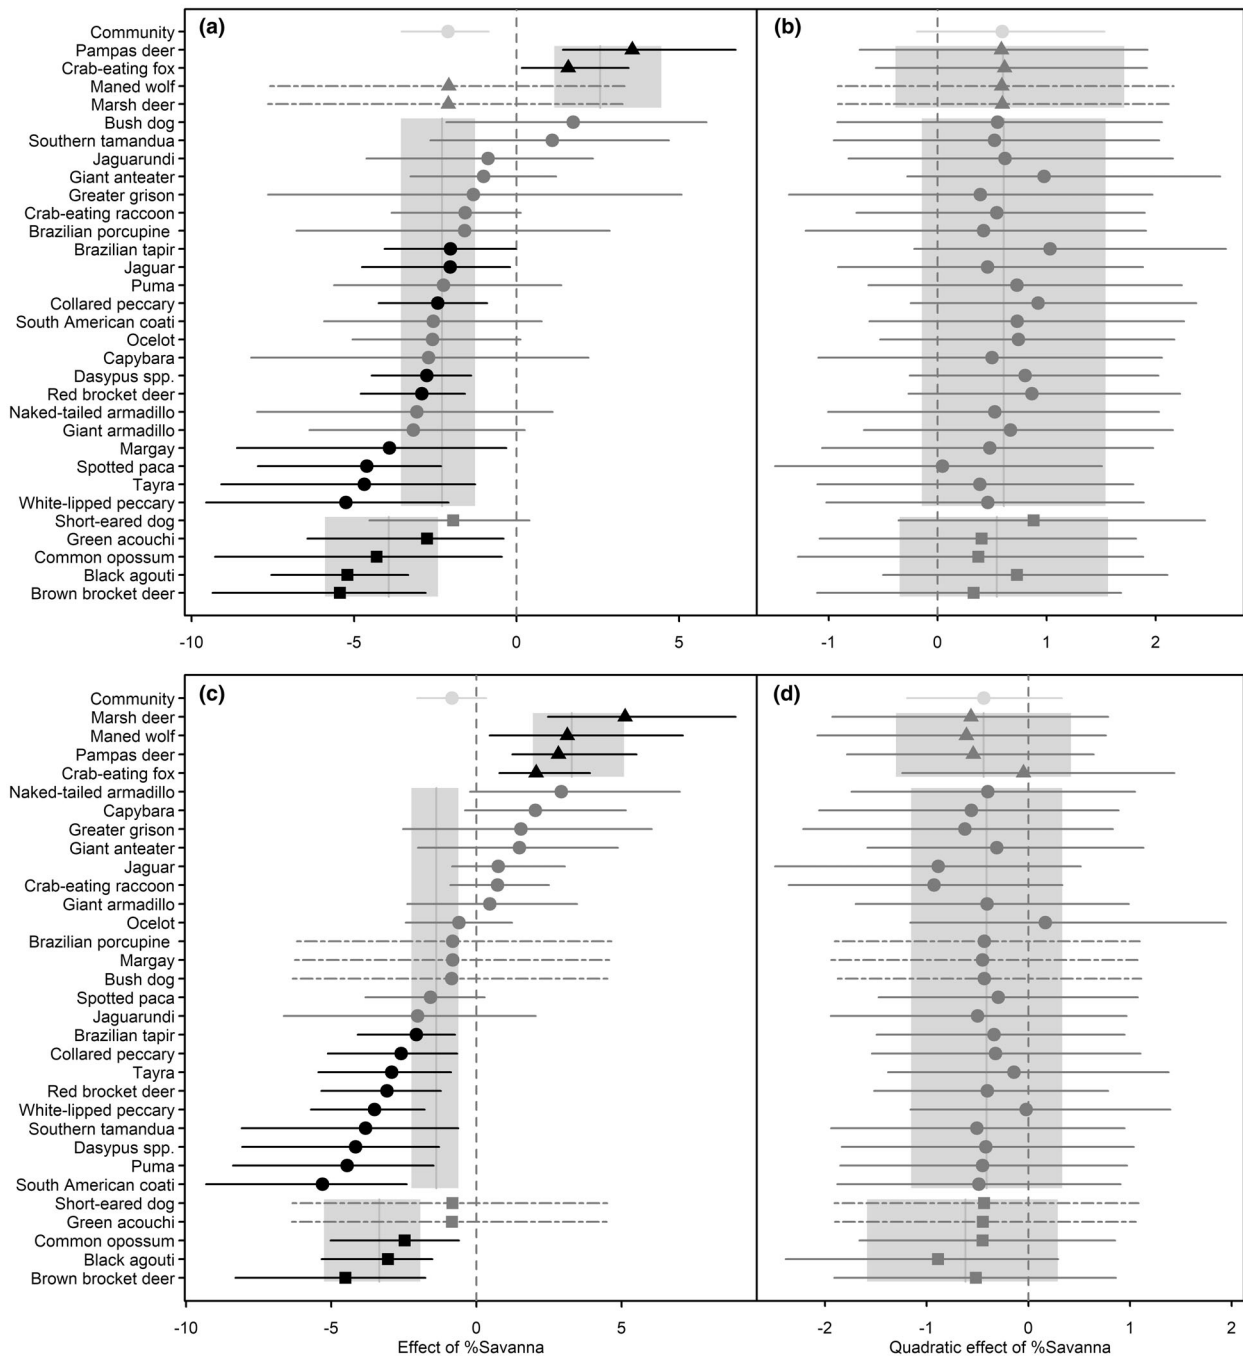 (a)
(b)
Community
Pampas deer
Crab-eating fox
Maned wolf
Marsh deer
Bush dog
Southern tamandua
Jaguarundi
Giant anteater
Greater grison
Crab-eating raccoon
Brazilian porcupine
Brazilian tapir
Jaguar
Puma
Collared peccary
South American coati
Ocelot
Capybara
Dasypus spp.
Red brocket deer
Naked-tailed armadillo
Giant armadillo
Margay
Spotted paca
Tayra
White-lipped peccary
Short-eared dog
Green acouchi
Common opossum
Black agouti
Brown brocket deer
-10 -5 0 5
-1 0 1 2
(c)
(d)
Community
Marsh deer
Maned wolf
Pampas deer
Crab-eating fox
Naked-tailed armadillo
Capybara
Greater grison
Giant anteater
Jaguar
Crab-eating raccoon
Giant armadillo
Ocelot
Brazilian porcupine
Margay
Bush dog
Spotted paca
Jaguarundi
Brazilian tapir
Collared peccary
Tayra
Red brocket deer
White-lipped peccary
Southern tamandua
Dasypus spp.
Puma
South American coati
Short-eared dog
Green acouchi
Common opossum
Black agouti
Brown brocket deer
-10 -5 0 5
-2 -1 0 1 2
Effect of %Savanna
Quadratic effect of %Savanna